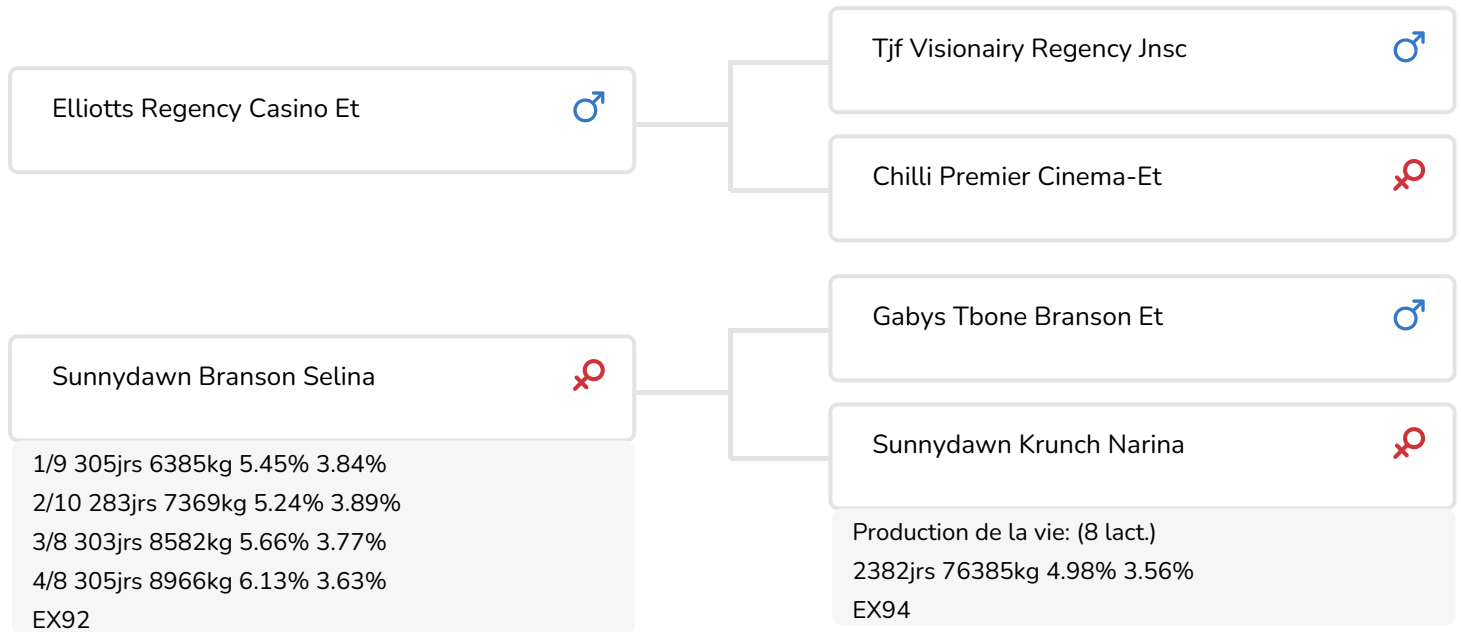 Elliotts Regency Casino Et
Tjf Visionairy Regency Jnsc
Chilli Premier Cinema-Et
Sunnydawn Branson Selina
1/9 305jrs 6385kg 5.45% 3.84%
2/10 283jrs 7369kg 5.24% 3.89%
3/8 303jrs 8582kg 5.66% 3.77%
4/8 305jrs 8966kg 6.13% 3.63%
EX92
Gabys Tbone Branson Et
Sunnydawn Krunch Narina
Production de la vie: (8 lact.)
2382jrs 76385kg 4.98% 3.56%
EX94